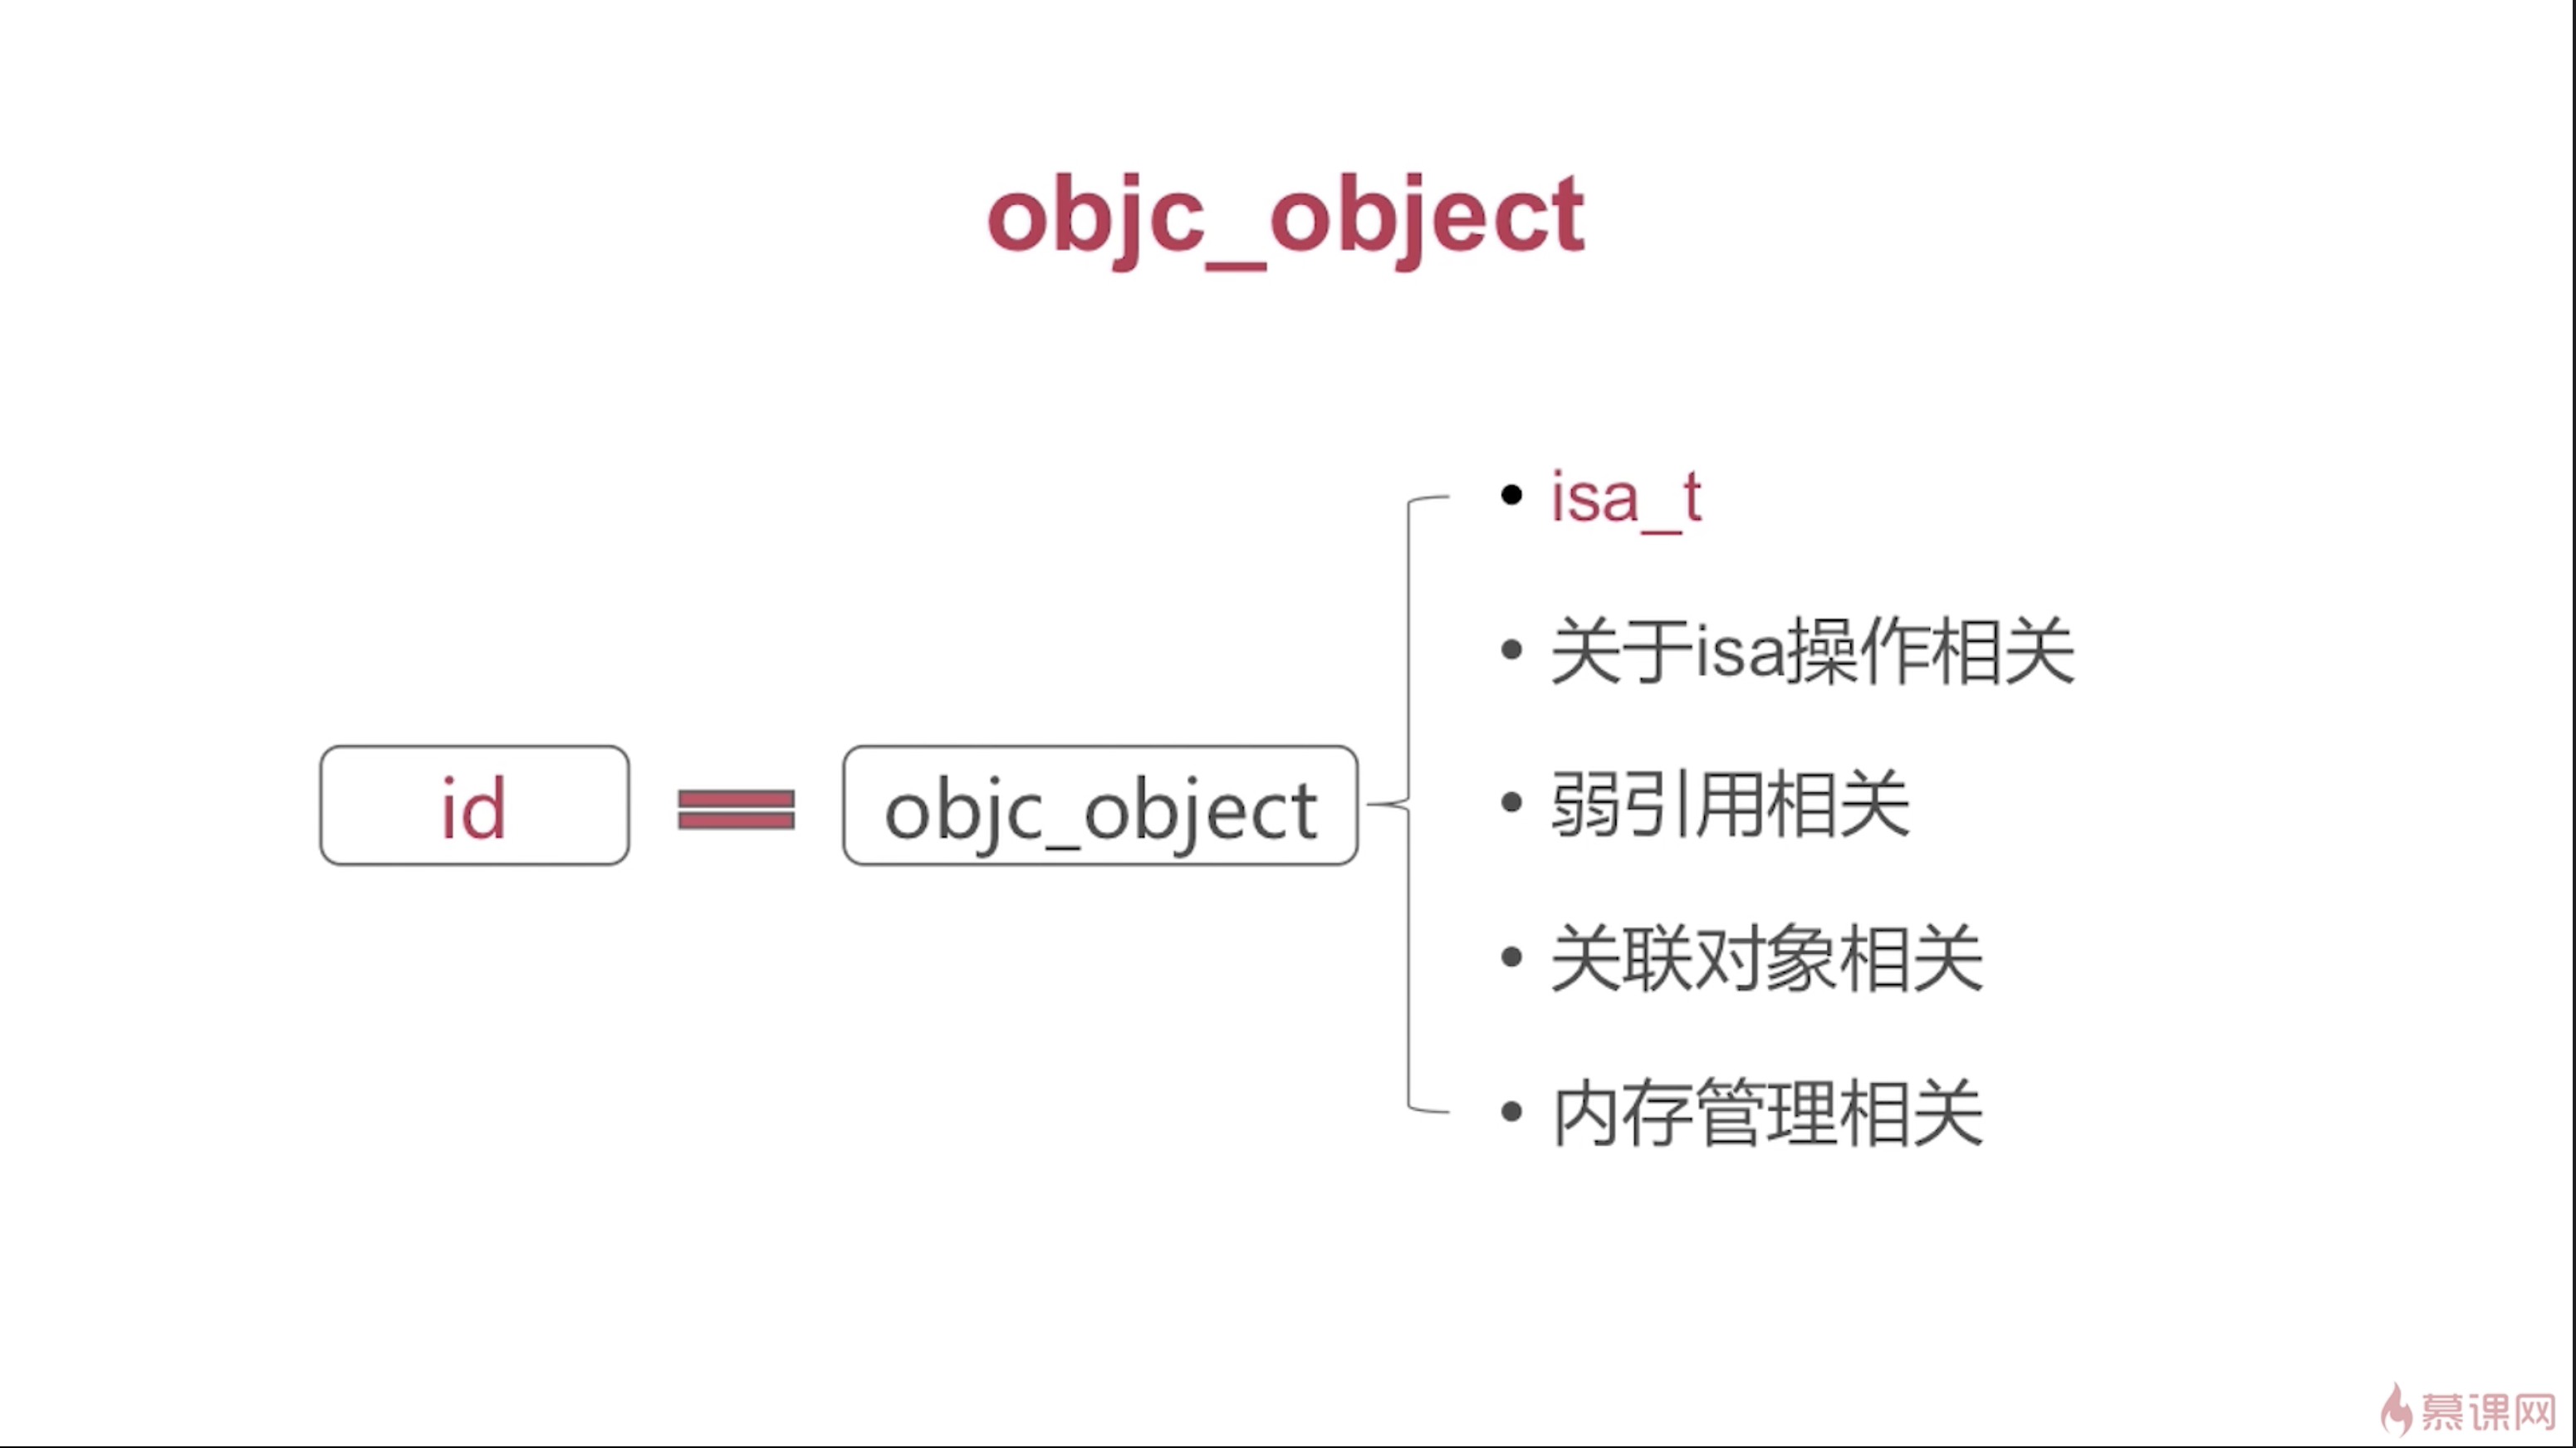 objc_object
id
objc_object
isa_t
关于isa操作相关
弱引用相关
关联对象相关
内存管理相关
慕课网